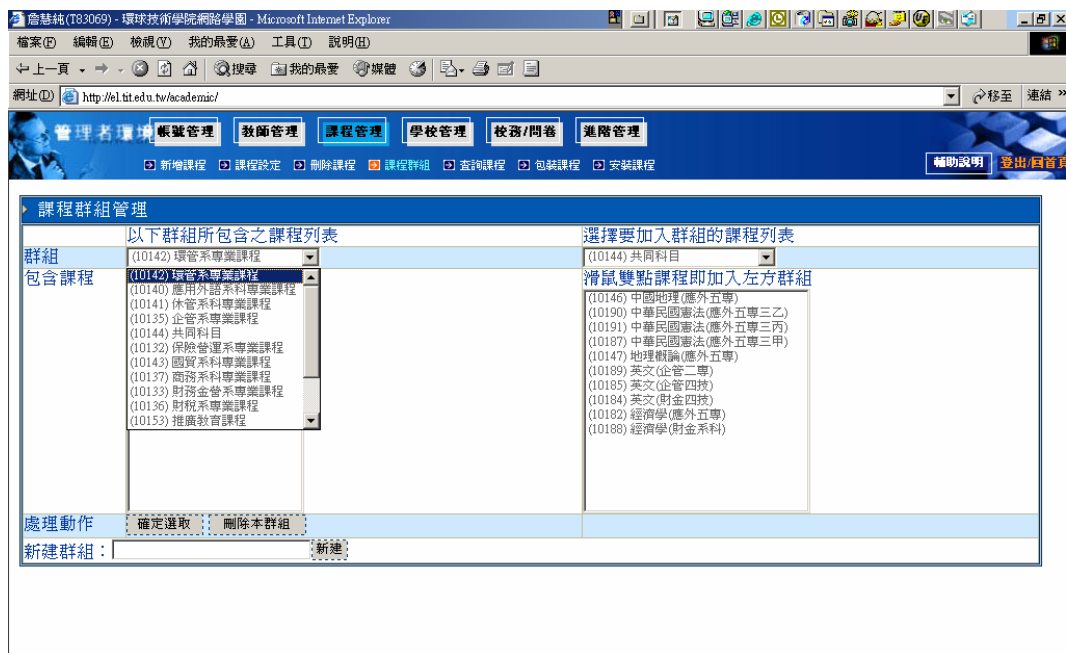 詹慧純(T83069) - 環球技術學院網路學園 - Microsoft Internet Explorer
檔案(F) 編輯(E) 檢視(V) 我的最愛(A) 工具(T) 說明(H)
上一頁 搜尋 我的最愛 媒體
網址(D) http://el.tit.edu.tw/academic/ 移至 連結 »
管理者環境 帳號管理 教師管理 課程管理 學校管理 校務/問卷 進階管理
新增課程 課程設定 刪除課程 課程群組 查詢課程 包裝課程 安裝課程 輔助說明 登出/回首頁
課程群組管理
以下群組所包含之課程列表 選擇要加入群組的課程列表
群組 (10142) 環管系專業課程 (10144) 共同科目
包含課程 滑鼠雙點課程即加入左方群組
(10142) 環管系專業課程
(10140) 應用外語系科專業課程
(10141) 休管系科專業課程
(10135) 企管系科專業課程
(10144) 共同科目
(10132) 保險營運系專業課程
(10143) 國貿系科專業課程
(10137) 商務系科專業課程
(10133) 財務金營系專業課程
(10136) 財稅系專業課程
(10153) 推廣教育課程
(10146) 中國地理(應外五專)
(10190) 中華民國憲法(應外五專三乙)
(10191) 中華民國憲法(應外五專三丙)
(10187) 中華民國憲法(應外五專三甲)
(10147) 地理概論(應外五專)
(10189) 英文(企管二專)
(10185) 英文(企管四技)
(10184) 英文(財金四技)
(10182) 經濟學(應外五專)
(10188) 經濟學(財金系科)
處理動作 確定選取 刪除本群組
新建群組： 新建